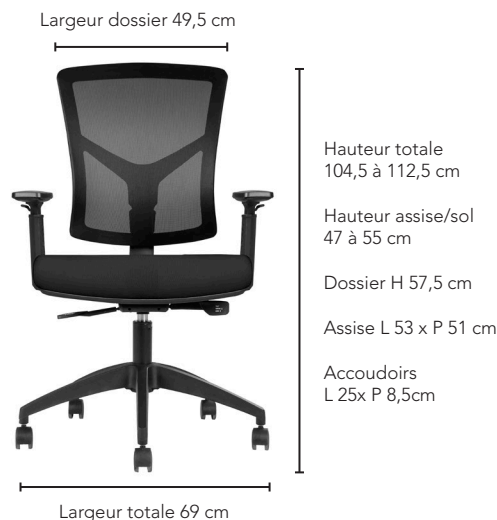 Largeur dossier 49,5 cm
Hauteur totale
104,5 à 112,5 cm
Hauteur assise/sol
47 à 55 cm
Dossier H 57,5 cm
Assise L 53 x P 51 cm
Accoudoirs
L 25x P 8,5cm
Largeur totale 69 cm